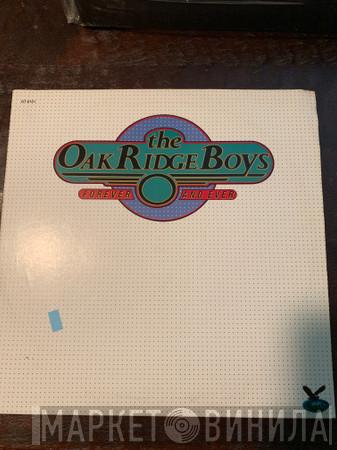 the
OAK RIDGE BOYS
FOREVER AND EVER
МАРКЕТ ВИНИЛА